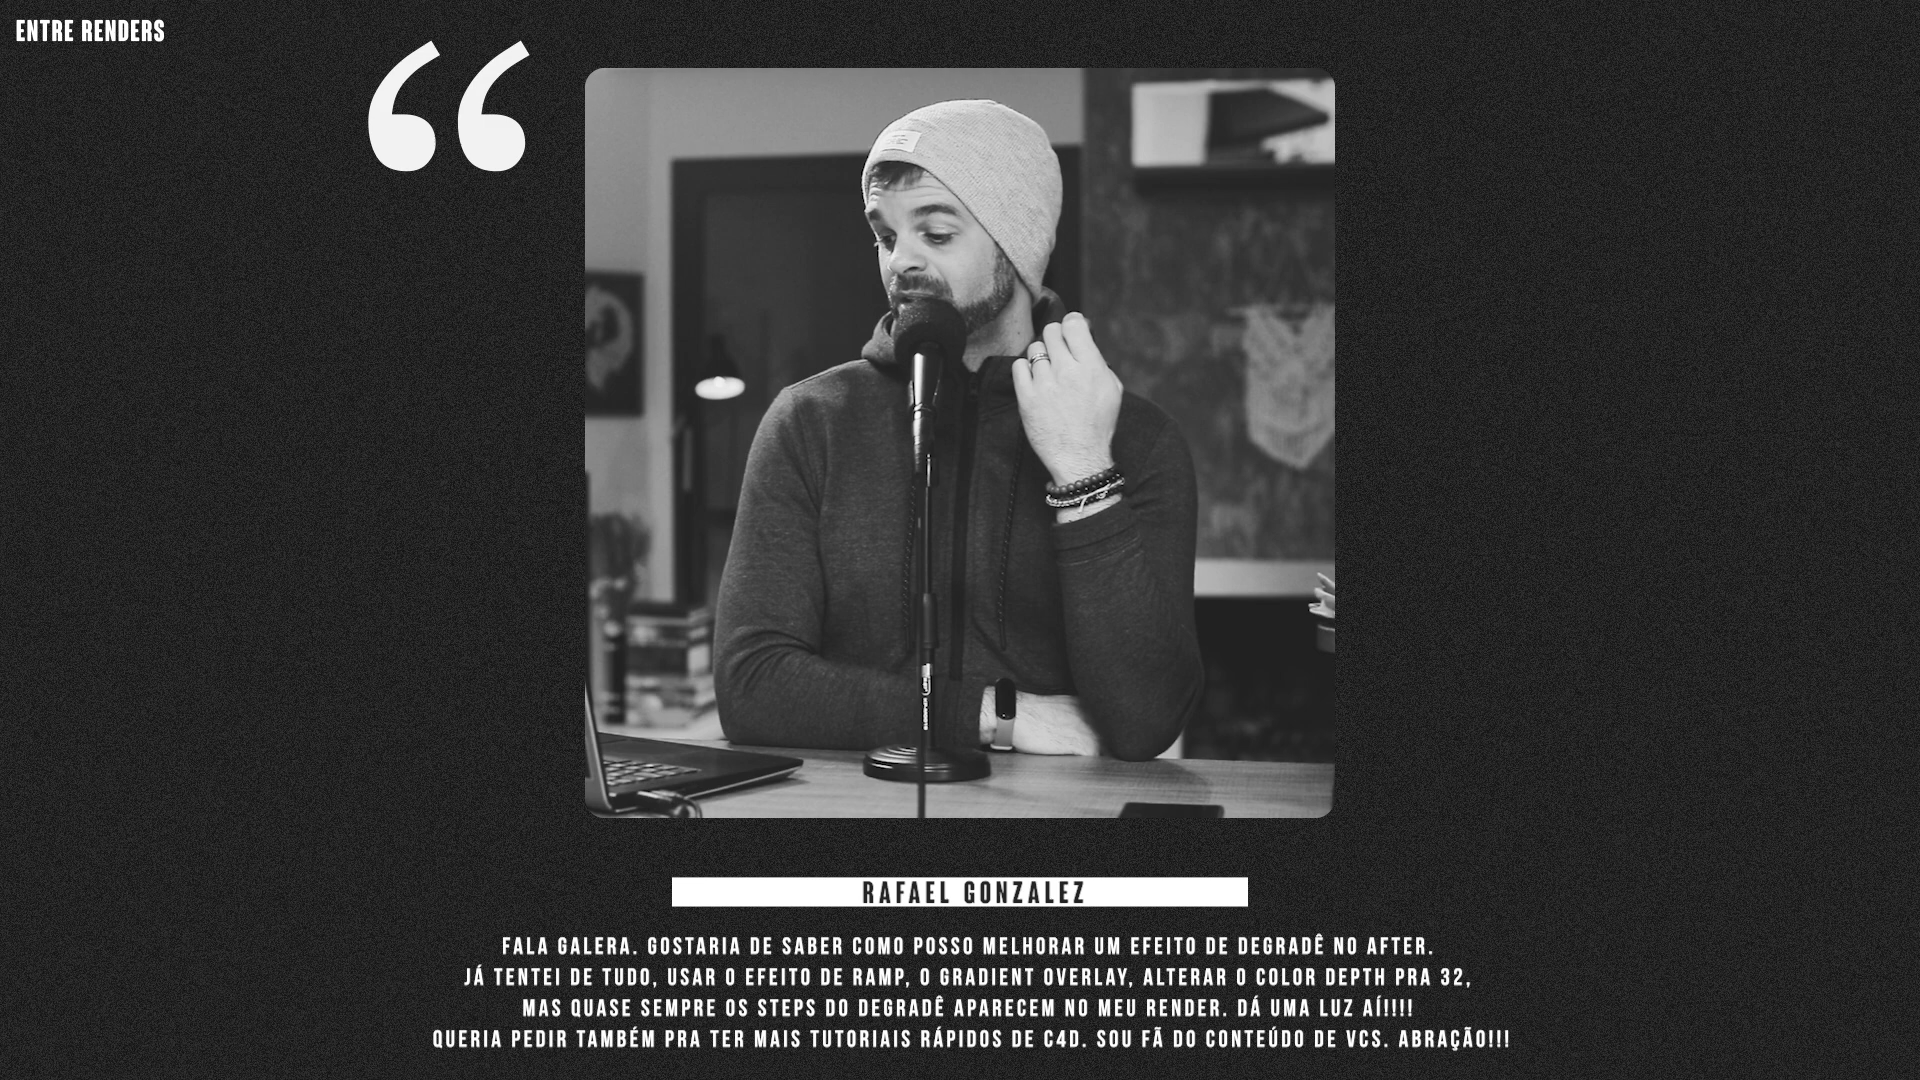 ENTRE RENDERS
“
RAFAEL GONZALEZ
FALA GALERA. GOSTARIA DE SABER COMO POSSO MELHORAR UM EFEITO DE DEGRADÊ NO AFTER.
JÁ TENTEI DE TUDO, USAR O EFEITO DE RAMP, O GRADIENT OVERLAY, ALTERAR O COLOR DEPTH PRA 32,
MAS QUASE SEMPRE OS STEPS DO DEGRADÊ APARECEM NO MEU RENDER. DÁ UMA LUZ AÍ!!!!
QUERIA PEDIR TAMBÉM PRA TER MAIS TUTORIAIS RÁPIDOS DE C4D. SOU FÃ DO CONTEÚDO DE VCS. ABRAÇÃO!!!